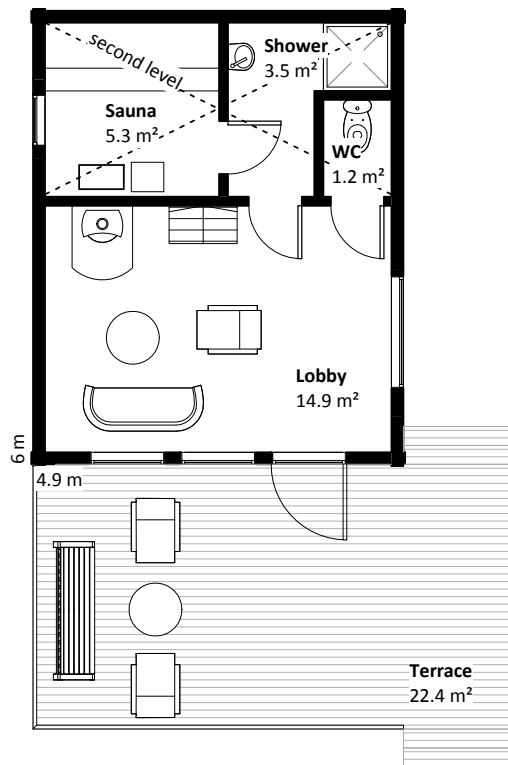 second level
Shower
3.5 m²
Sauna
5.3 m²
WC
1.2 m²
Lobby
14.9 m²
6 m
4.9 m
Terrace
22.4 m²